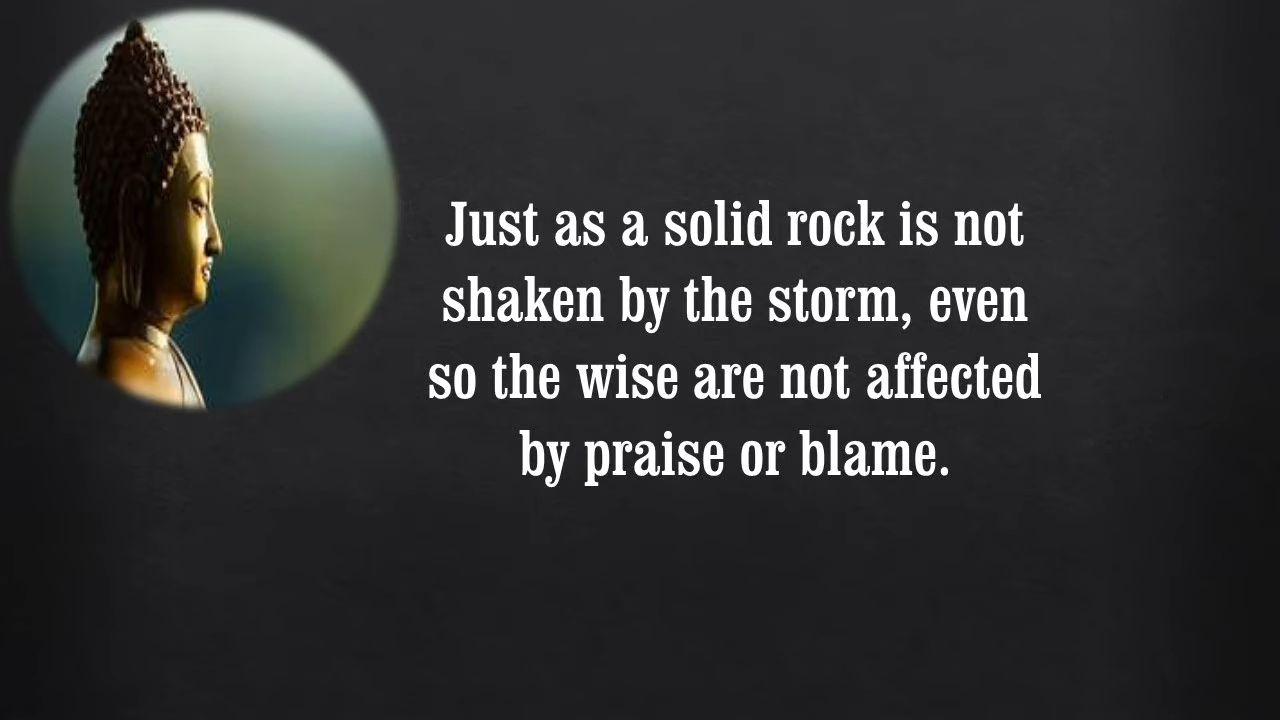 Just as a solid rock is not
shaken by the storm, even
so the wise are not affected
by praise or blame.